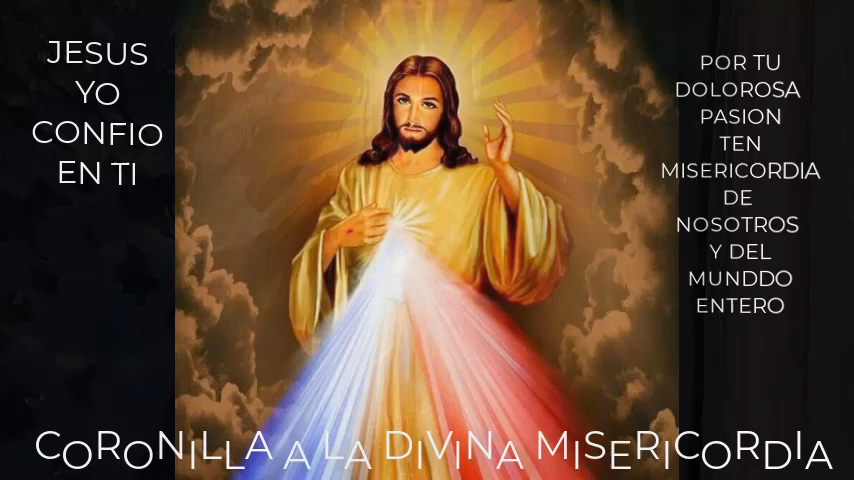 JESUS
YO
CONFIO
EN TI
POR TU
DOLOROSA
PASION
TEN
MISERICORDIA
DE
NOSOTROS
Y DEL
MUNDDO
ENTERO
CORONILLA A LA DIVINA MISERICORDIA